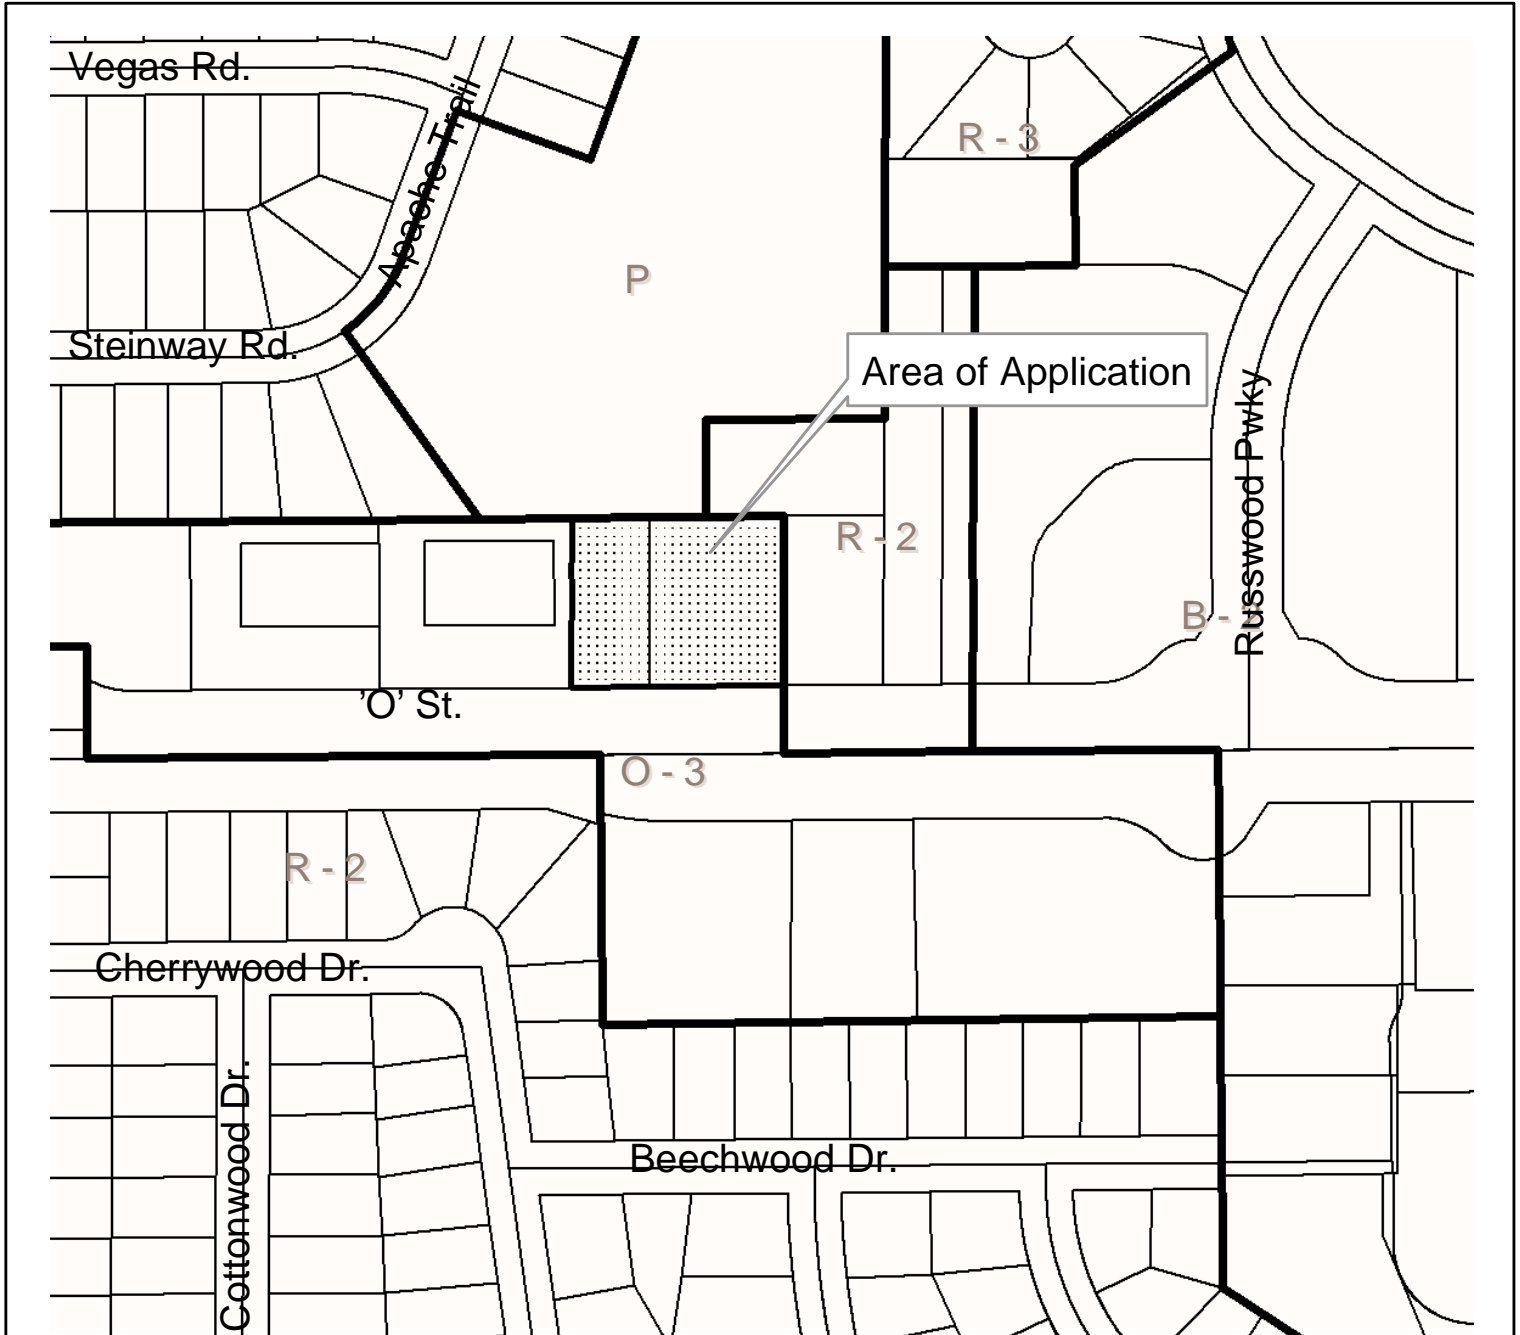 Vegas Rd.
Apache Trail
R - 3
P
Steinway Rd.
Area of Application
R - 2
Russwood Pwky
B - 2
'O' St.
O - 3
R - 2
Cherrywood Dr.
Cottonwood Dr.
Beechwood Dr.